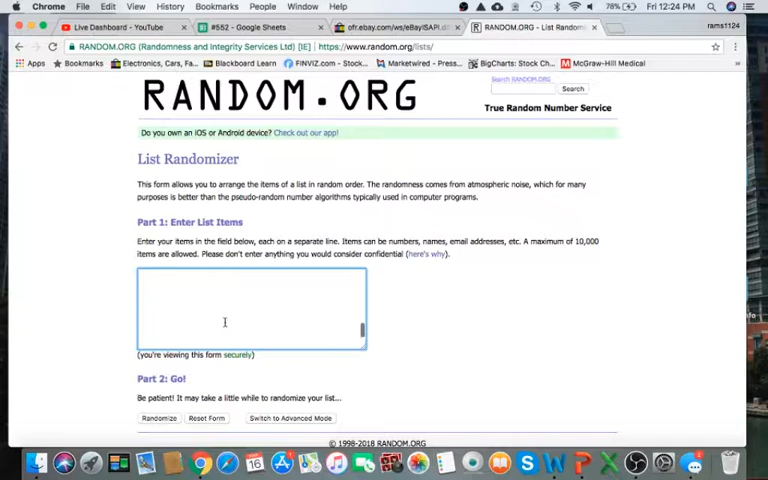 Chrome File Edit View History Bookmarks People Window Help 78% Fri 12:24 PM rams1124
Live Dashboard - YouTube #552 - Google Sheets ofr.ebay.com/ws/eBayISAPI.d RANDOM.ORG - List Random rams1124
RANDOM.ORG (Randomness and Integrity Services Ltd) [IE] https://www.random.org/lists/
Apps Bookmarks Electronics, Cars, Fa Blackboard Learn FINVIZ.com - Stock... StockCharts.com - S... Marketwired - Press... BigCharts: Stock Ch... McGraw-Hill Medical
RANDOM.ORG
Search RANDOM.ORG
Search
True Random Number Service
Do you own an iOS or Android device? Check out our app!
List Randomizer
This form allows you to arrange the items of a list in random order. The randomness comes from atmospheric noise, which for many
purposes is better than the pseudo-random number algorithms typically used in computer programs.
Part 1: Enter List Items
Enter your items in the field below, each on a separate line. Items can be numbers, names, email addresses, etc. A maximum of 10,000
items are allowed. Please don't enter anything you would consider confidential (here's why).
(you're viewing this form securely)
Part 2: Go!
Be patient! It may take a little while to randomize your list...
Randomize Reset Form Switch to Advanced Mode
© 1998-2018 RANDOM.ORG